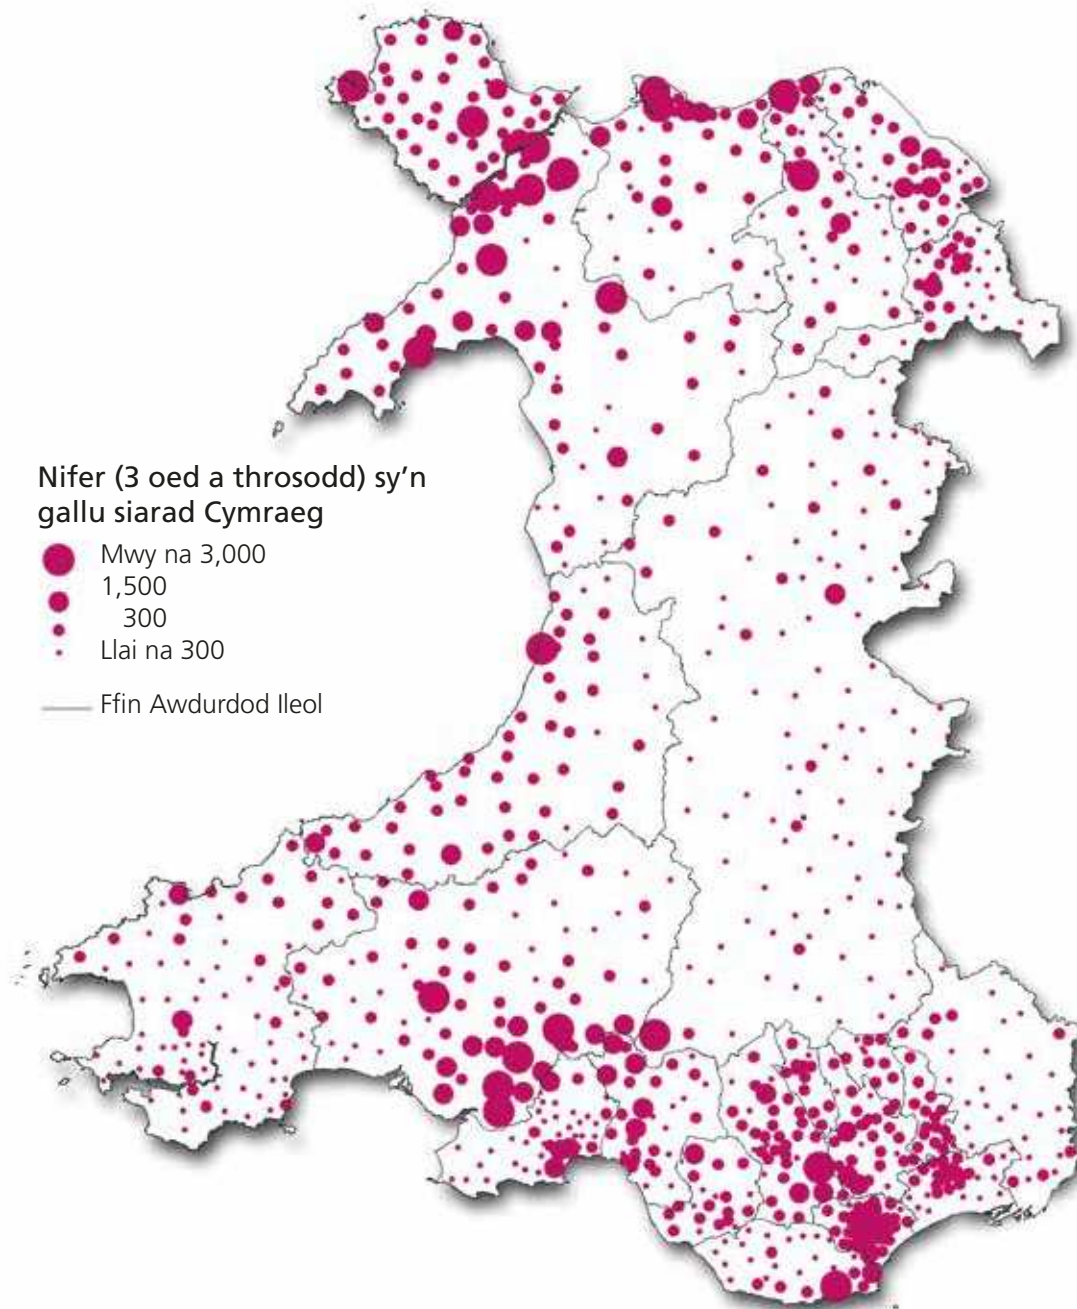 Nifer (3 oed a throsodd) sy'n
gallu siarad Cymraeg
Mwy na 3,000
1,500
300
Llai na 300
Ffin Awdurdod lleol